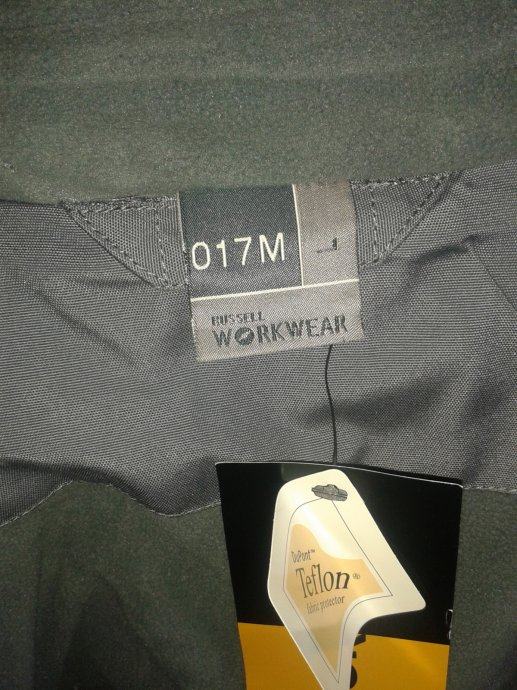 017M
L
RUSSELL
WORKWEAR
DuPont™
Teflon®
fabric protector